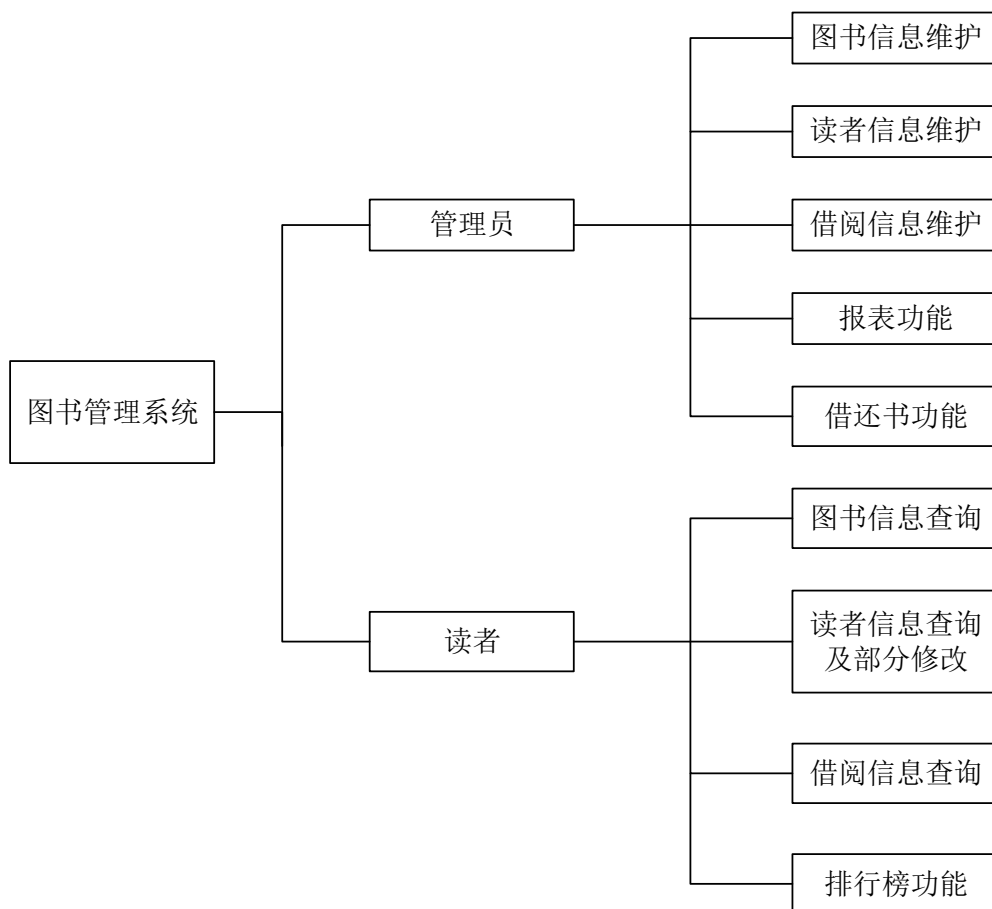 图书管理系统
管理员
图书信息维护
读者信息维护
借阅信息维护
报表功能
借还书功能
读者
图书信息查询
读者信息查询
及部分修改
借阅信息查询
排行榜功能